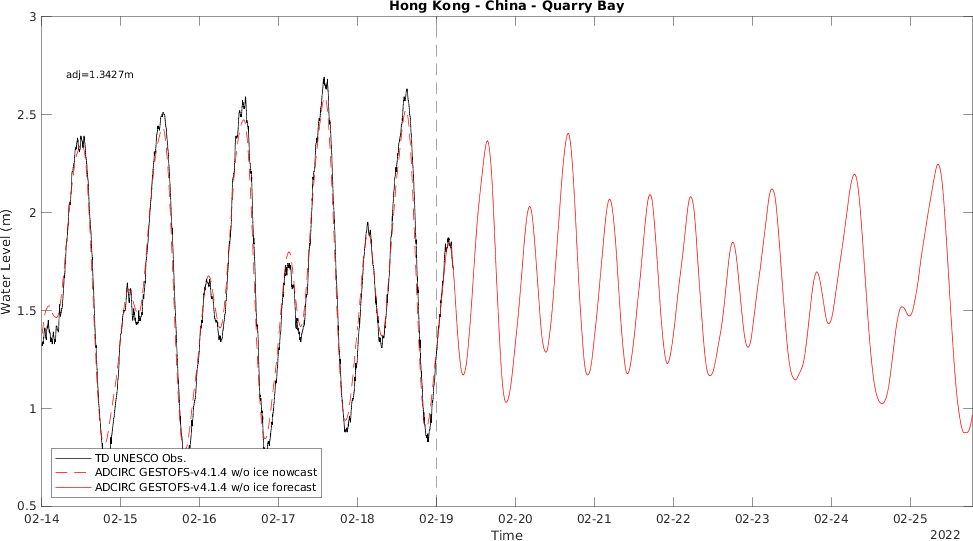 Hong Kong - China - Quarry Bay
3
adj=1.3427m
2.5
2
Water Level (m)
1.5
1
TD UNESCO Obs.
ADCIRC GESTOFS-v4.1.4 w/o ice nowcast
ADCIRC GESTOFS-v4.1.4 w/o ice forecast
0.5
02-14 02-15 02-16 02-17 02-18 02-19 02-20 02-21 02-22 02-23 02-24 02-25
Time
2022